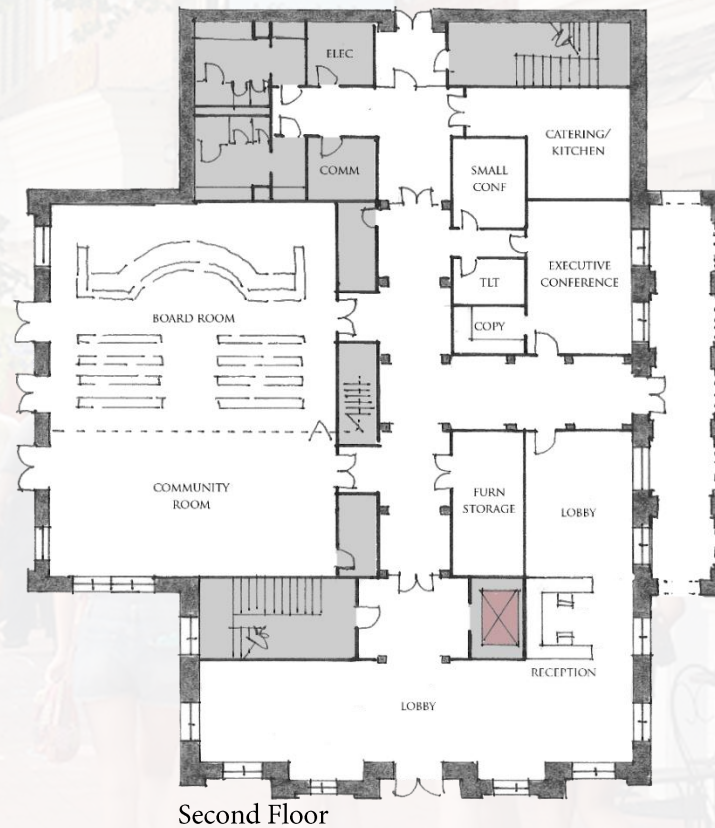 ELEC
CATERING/
KITCHEN
COMM
SMALL
CONF
EXECUTIVE
CONFERENCE
TLT
BOARD ROOM
COPY
COMMUNITY
ROOM
FURN
STORAGE
LOBBY
RECEPTION
LOBBY
Second Floor